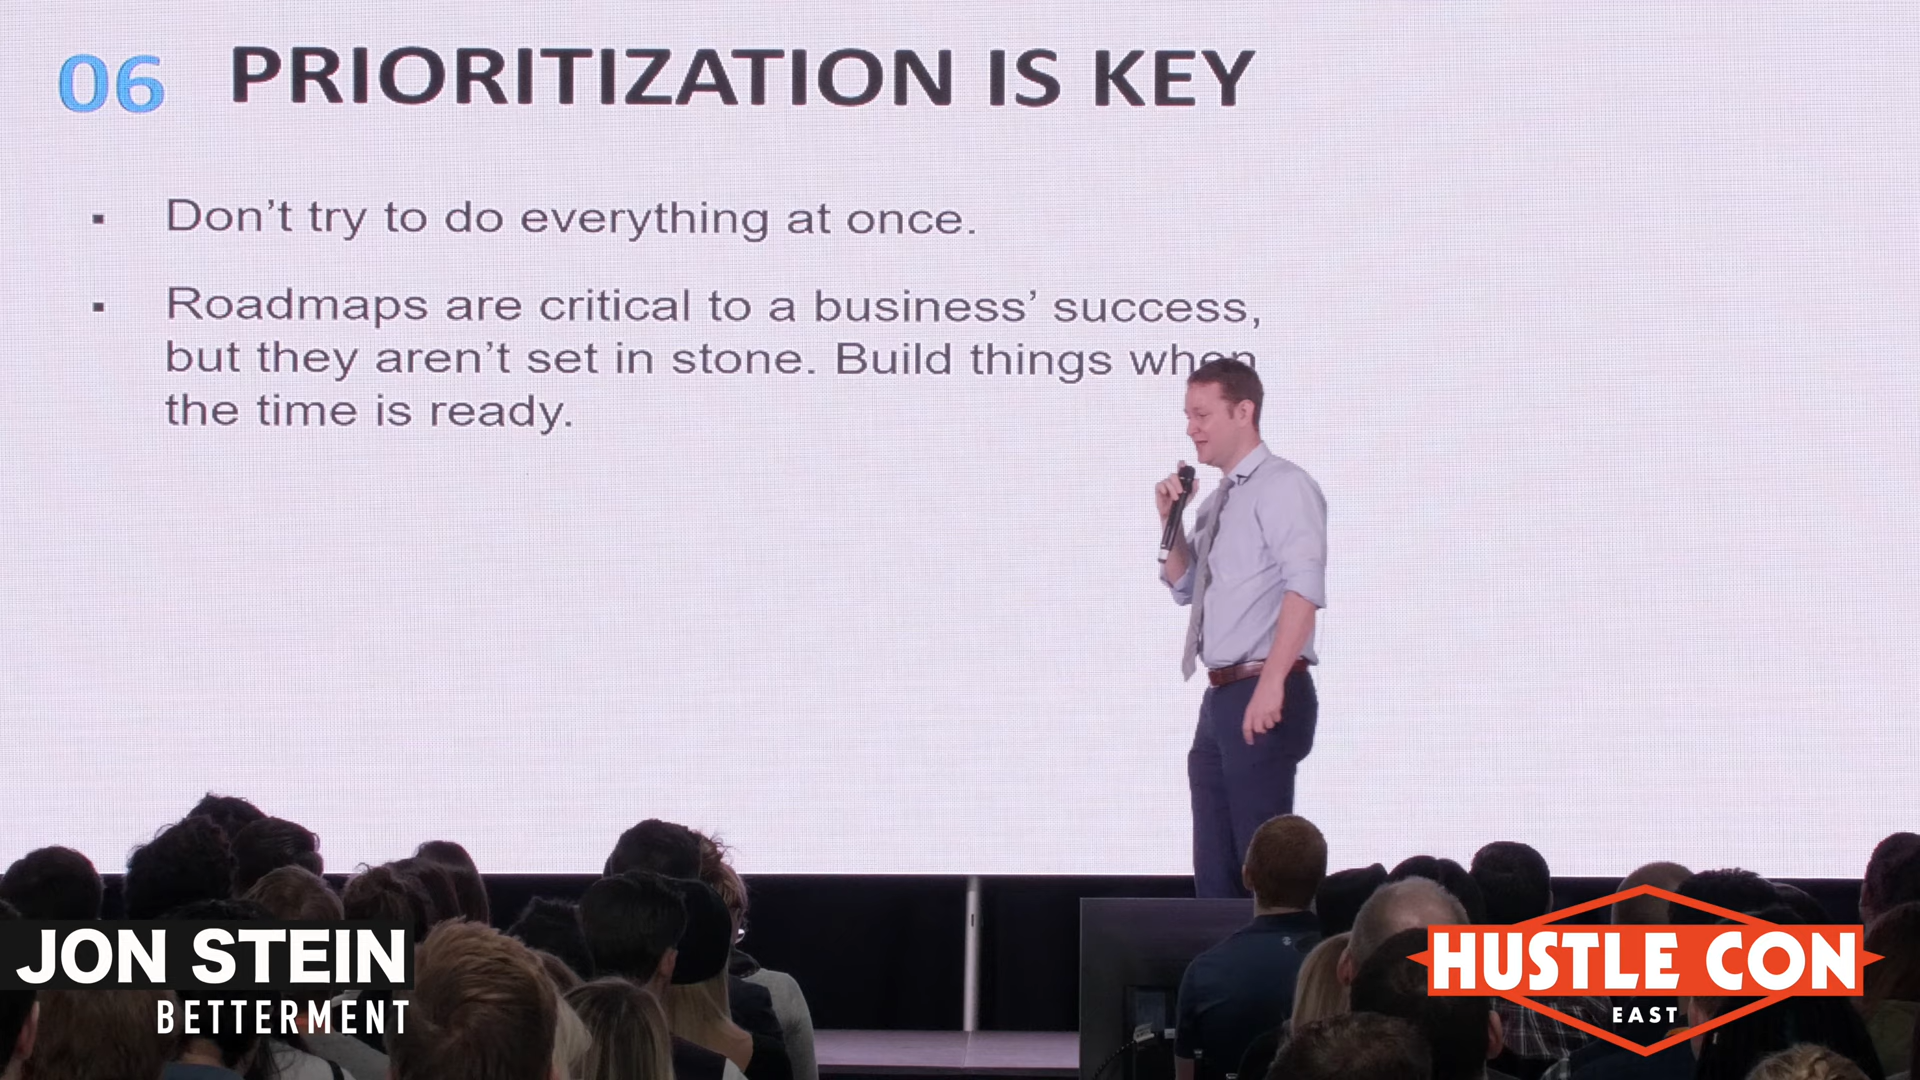 06 PRIORITIZATION IS KEY
▪ Don't try to do everything at once.
▪ Roadmaps are critical to a business' success,
but they aren't set in stone. Build things when
the time is ready.
JON STEIN
BETTERMENT
HUSTLE CON
EAST